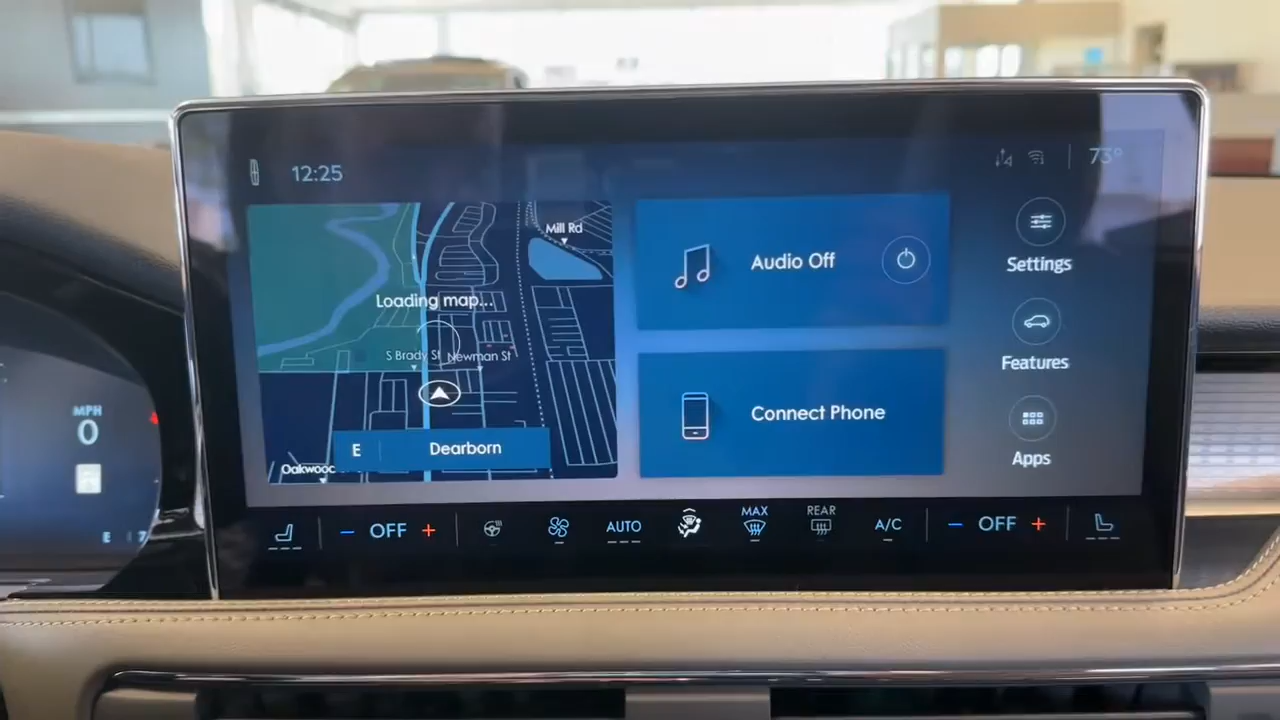 12:25
73°
Mill Rd
Loading map...
S Brady St
Newman St
E
Dearborn
Oakwood
Audio Off
Connect Phone
Settings
Features
Apps
MPH
0
E
- OFF +
AUTO
MAX
REAR
A/C
- OFF +